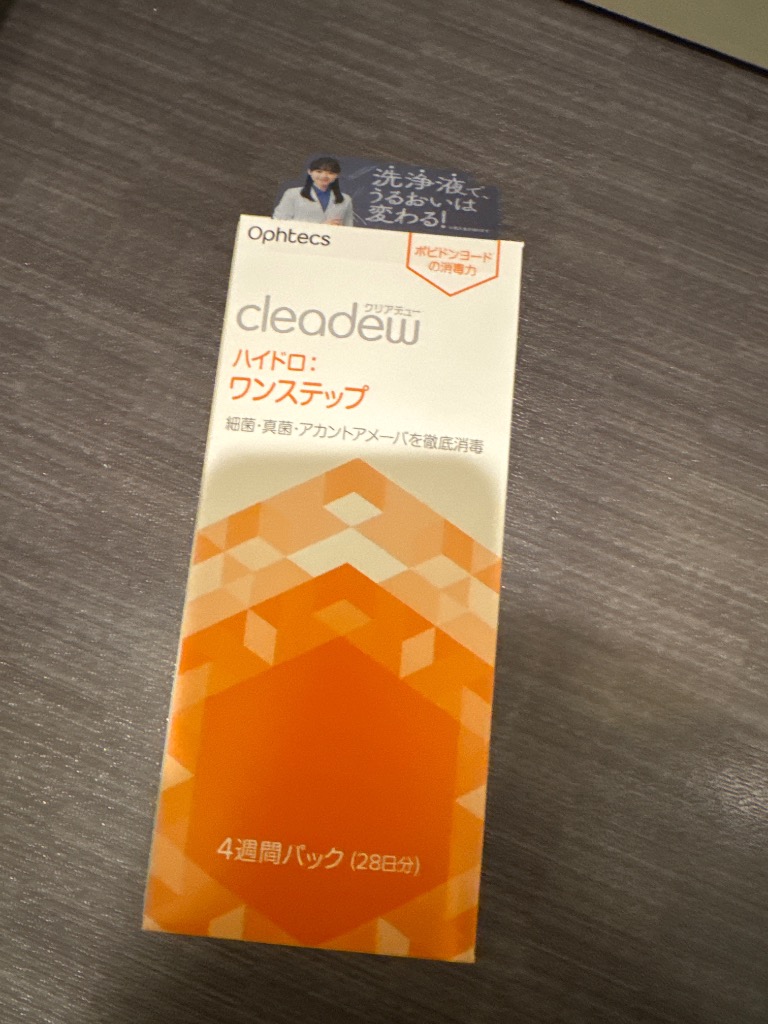 洗浄液で、
うるおいは
変わる!
Ophtecs
ポビドンヨード
の消毒力
クリアデュー
cleadew
ハイドロ:
ワンステップ
細菌・真菌・アカントアメーバを徹底消毒
4週間パック (28日分)